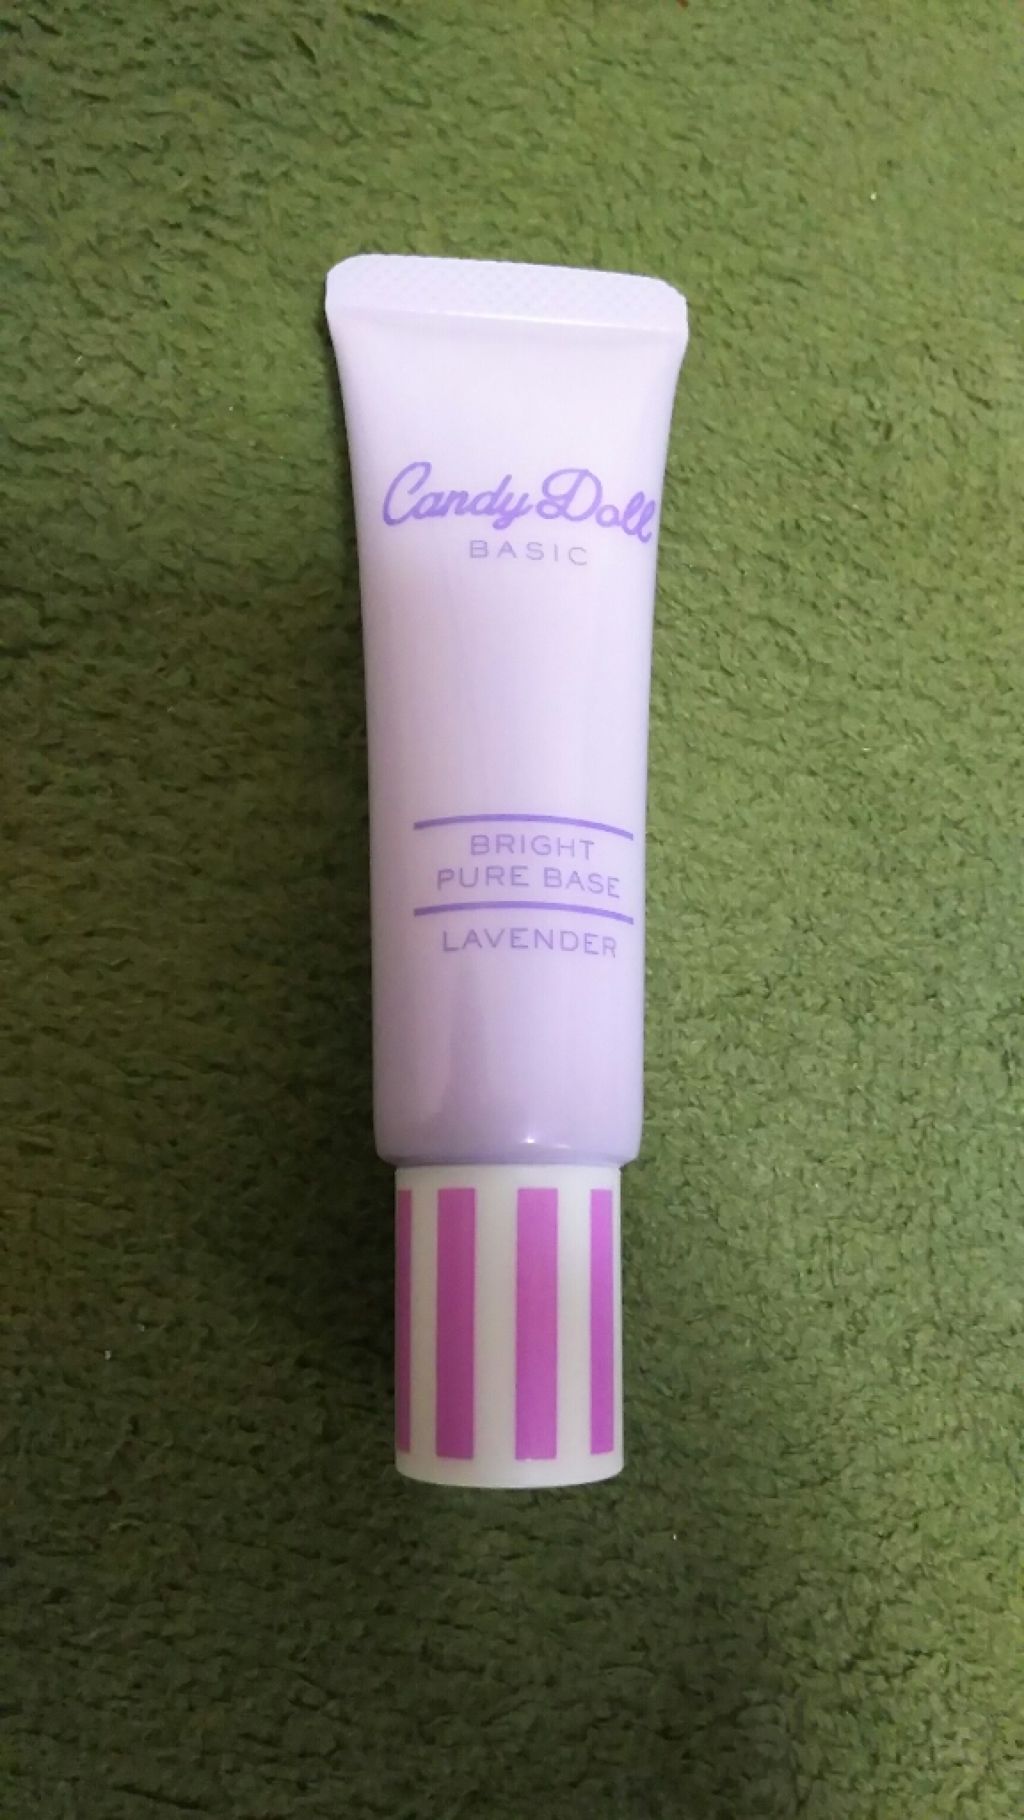 Candy Doll
BASIC
BRIGHT
PURE BASE
LAVENDER